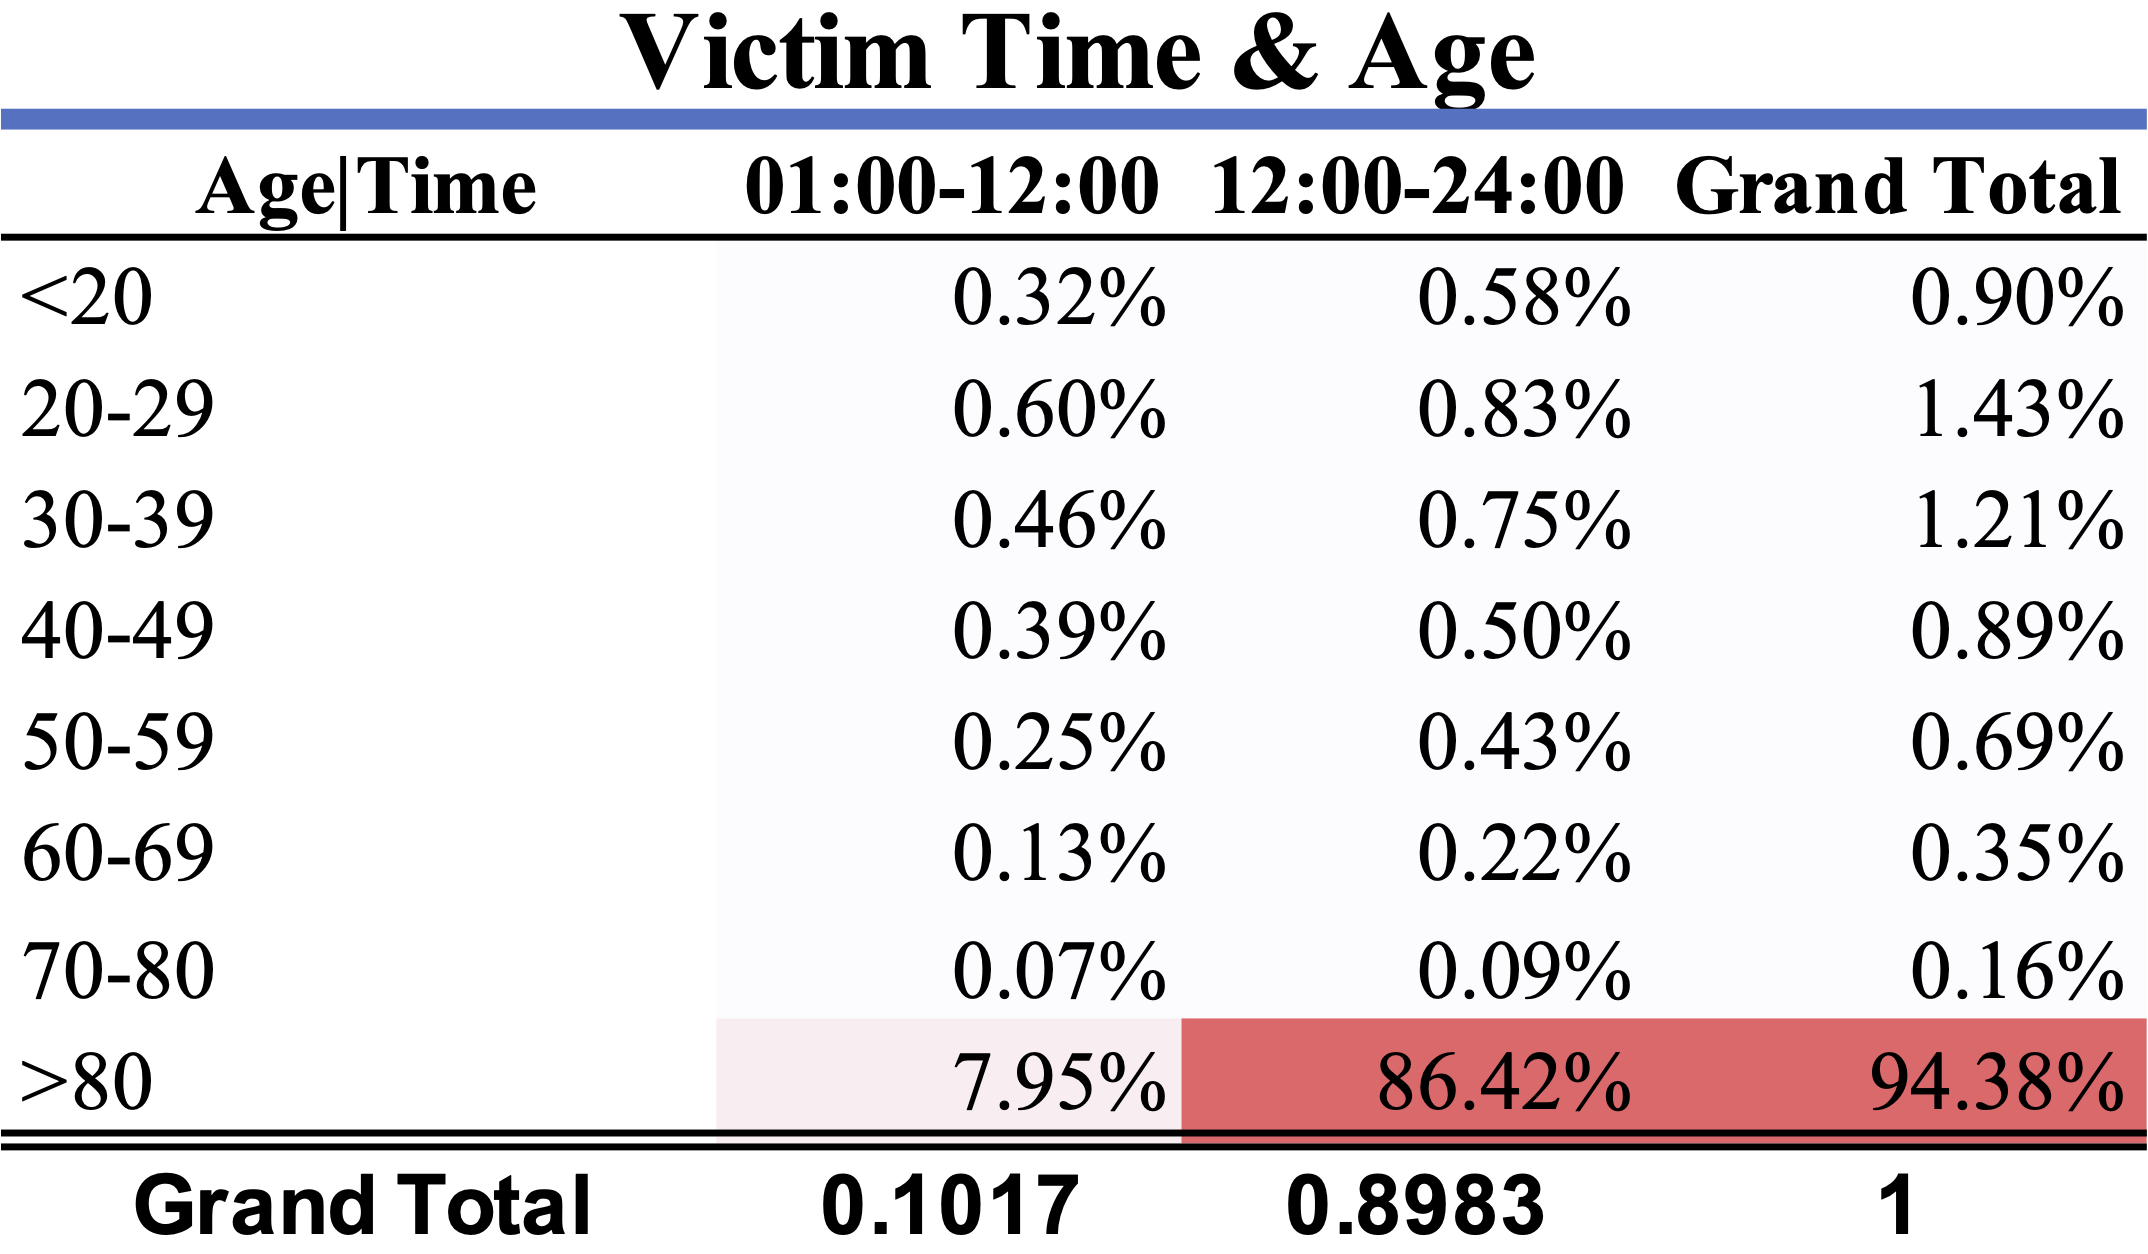 Victim Time & Age
Age|Time 01:00-12:00 12:00-24:00 Grand Total
<20 0.32% 0.58% 0.90%
20-29 0.60% 0.83% 1.43%
30-39 0.46% 0.75% 1.21%
40-49 0.39% 0.50% 0.89%
50-59 0.25% 0.43% 0.69%
60-69 0.13% 0.22% 0.35%
70-80 0.07% 0.09% 0.16%
>80 7.95% 86.42% 94.38%
Grand Total 0.1017 0.8983 1